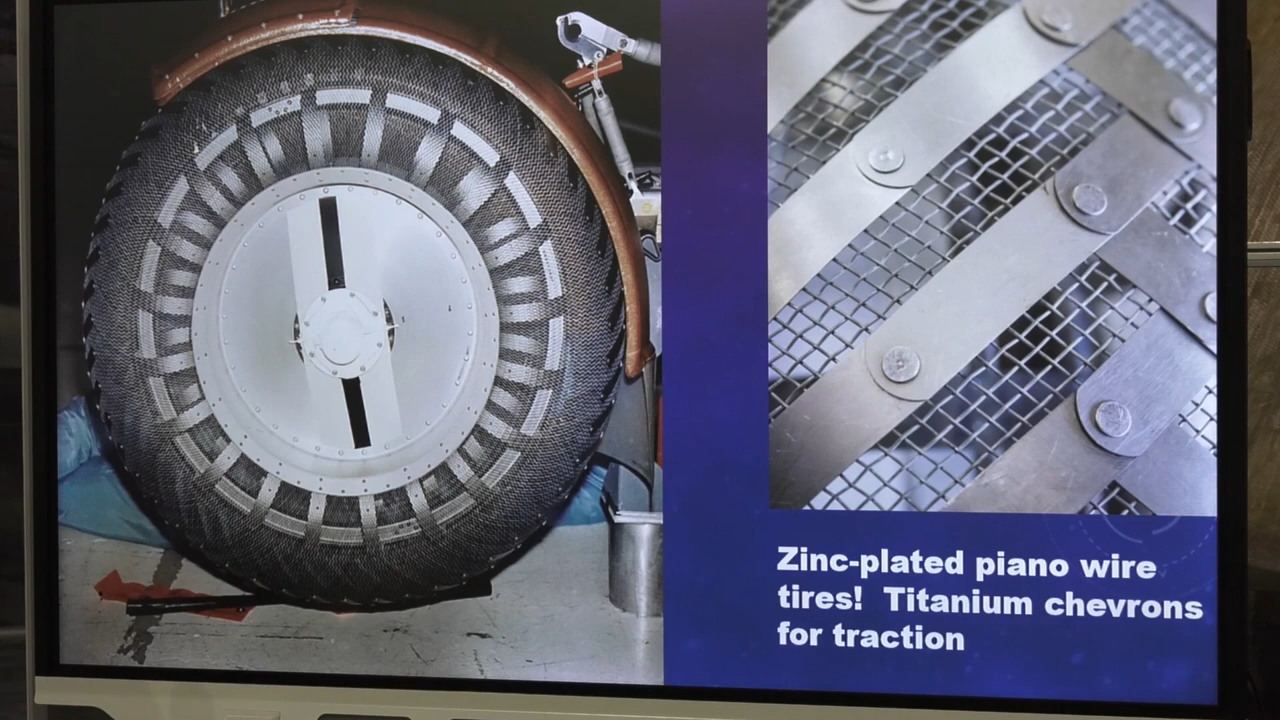 Zinc-plated piano wire
tires!  Titanium chevrons
for traction